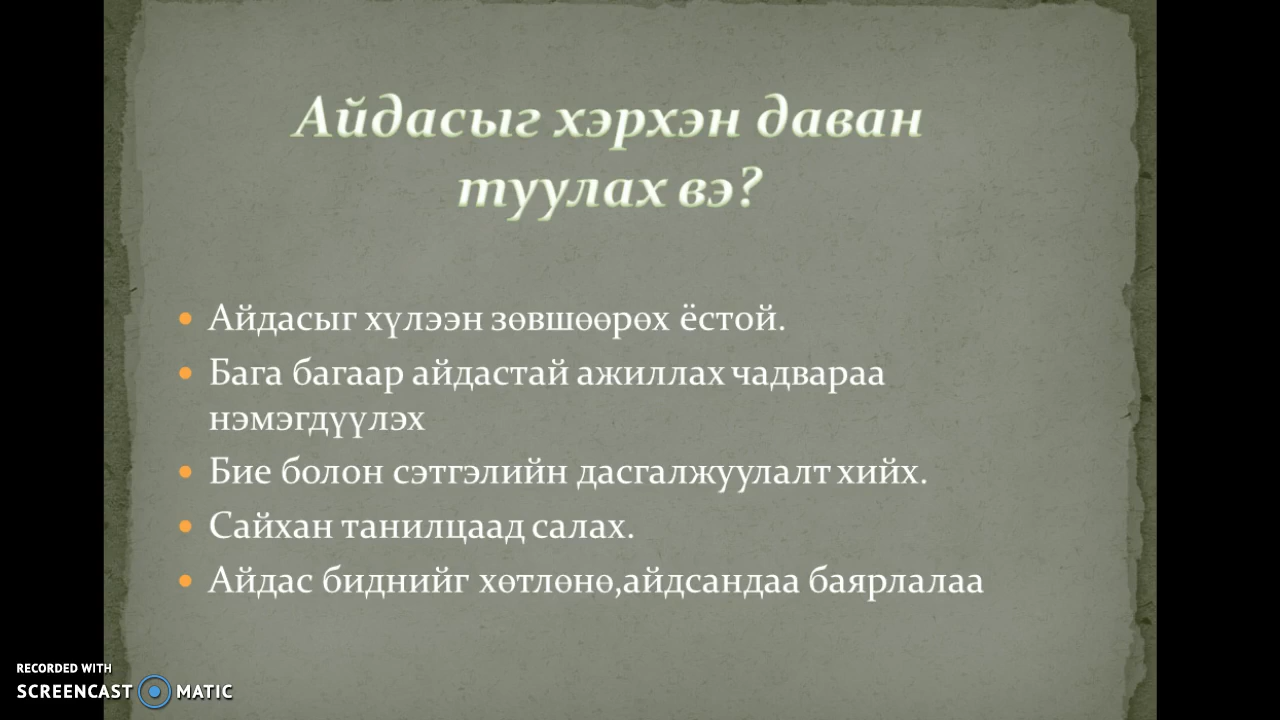 Айдасыг хэрхэн даван
туулах вэ?
• Айдасыг хүлээн зөвшөөрөх ёстой.
• Бага багаар айдастай ажиллах чадвараа
нэмэгдүүлэх
• Бие болон сэтгэлийн дасгалжуулалт хийх.
• Сайхан танилцаад салах.
• Айдас биднийг хөтлөнө,айдсандаа баярлалаа
RECORDED WITH
SCREENCAST MATIC